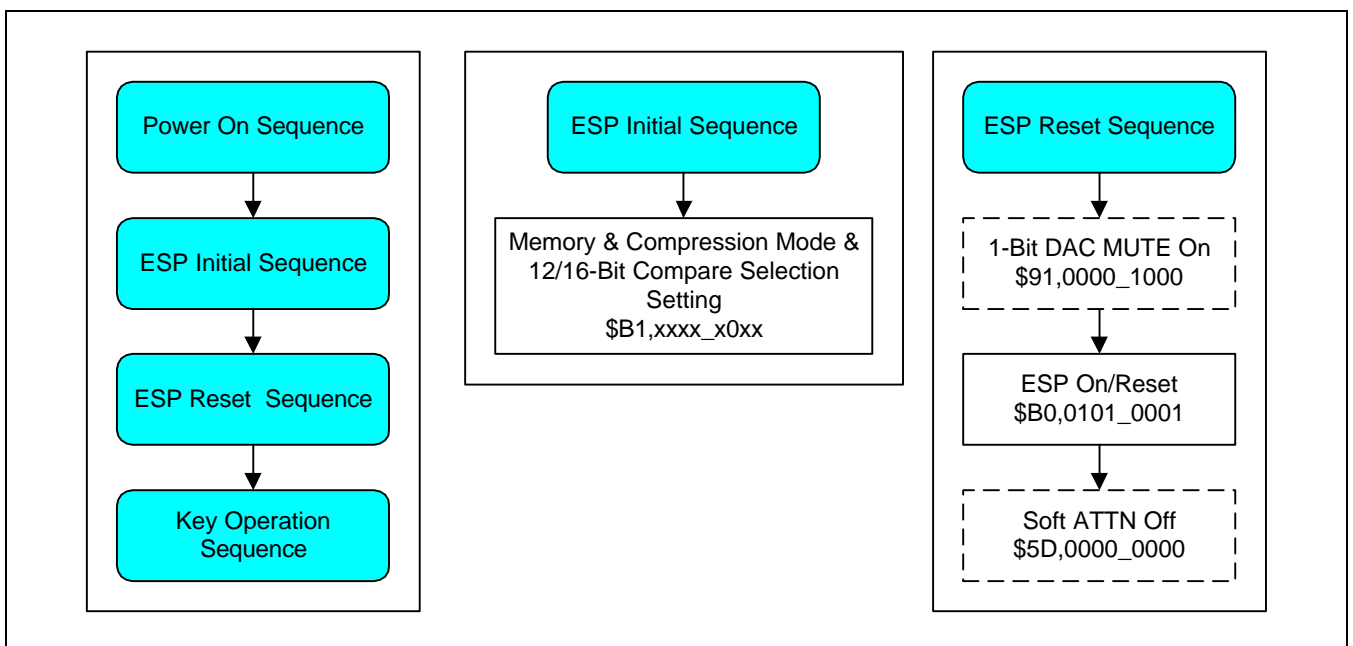 Power On Sequence
ESP Initial Sequence
ESP Reset Sequence
Key Operation
Sequence
ESP Initial Sequence
Memory & Compression Mode &
12/16-Bit Compare Selection
Setting
$B1,xxxx_x0xx
ESP Reset Sequence
1-Bit DAC MUTE On
$91,0000_1000
ESP On/Reset
$B0,0101_0001
Soft ATTN Off
$5D,0000_0000